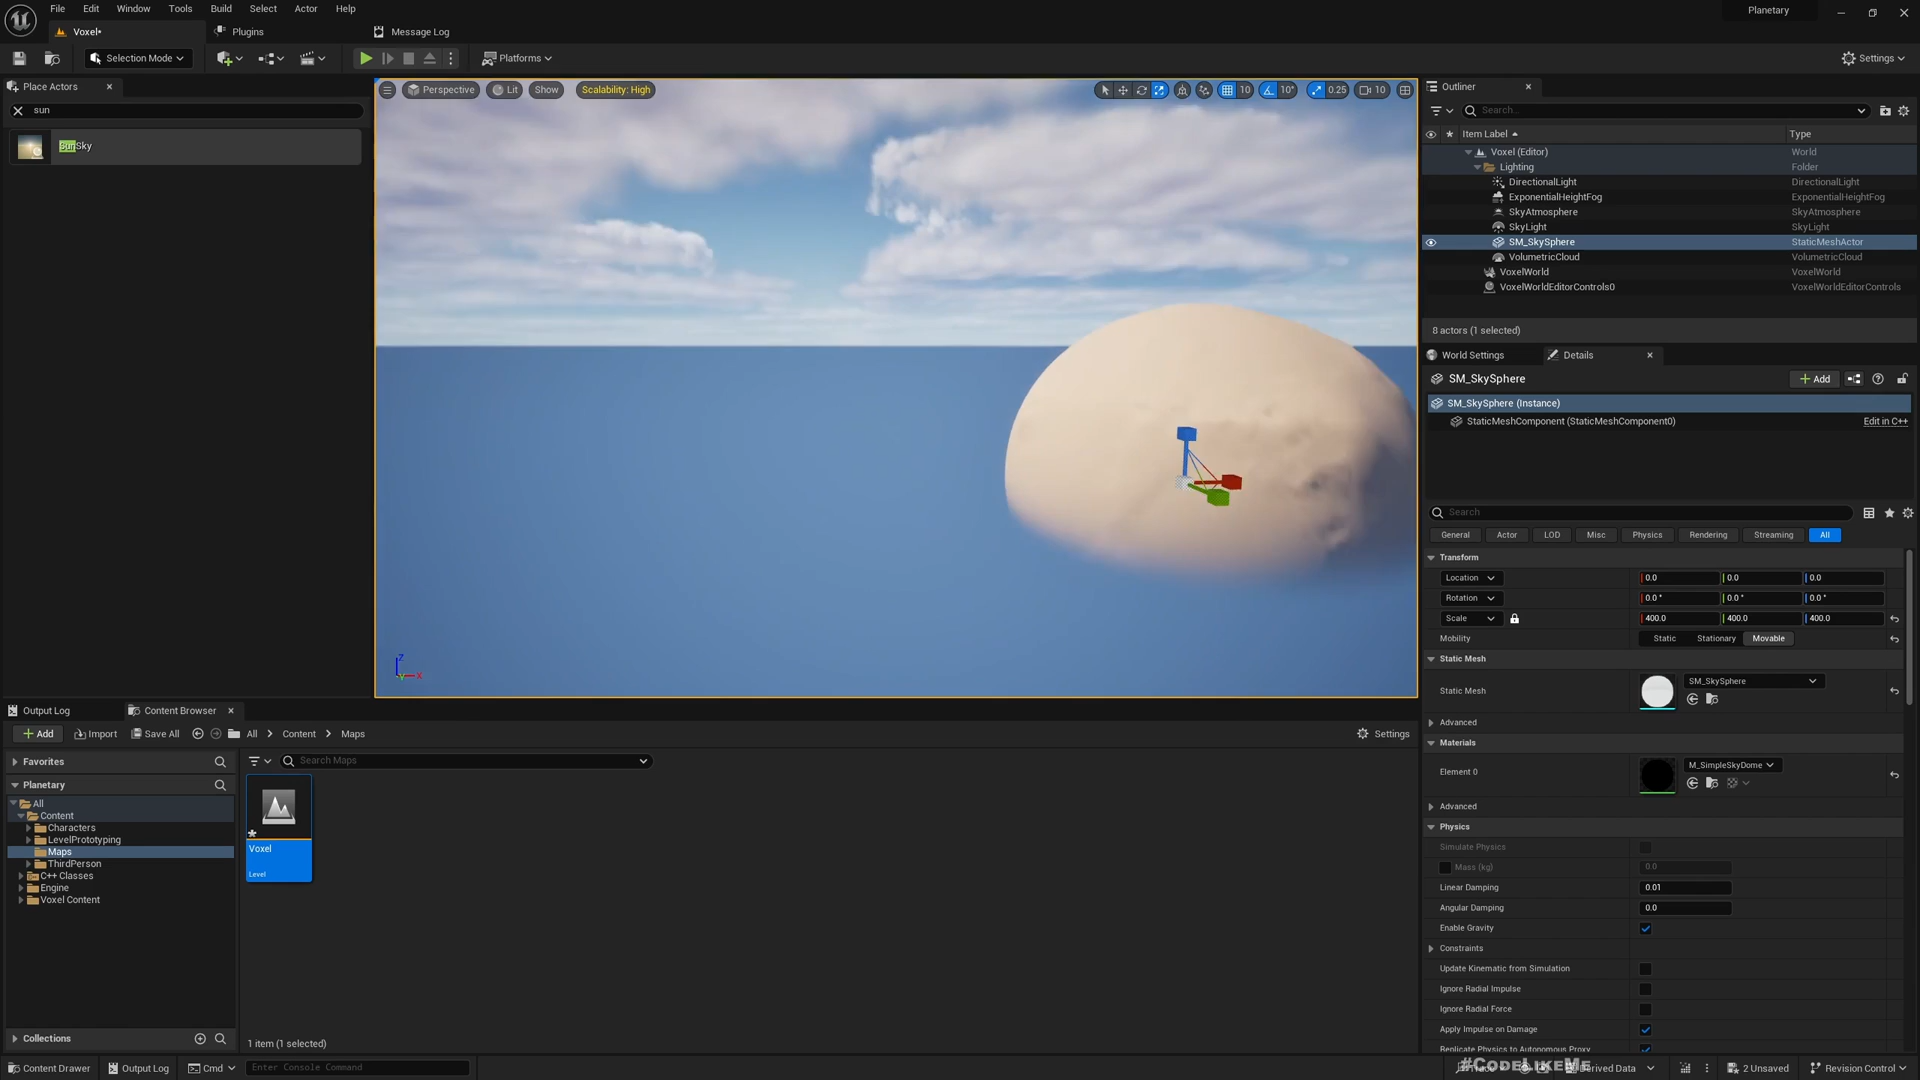 File Edit Window Tools Build Select Actor Help
Planetary
Voxel•
Plugins
Message Log
Selection Mode
Platforms
Settings
Place Actors
sun
SunSky
Perspective
Lit
Show
Scalability: High
10
10°
0.25
10
Z
X
Outliner
Search...
Item Label
Type
Voxel (Editor)
World
Lighting
Folder
DirectionalLight
DirectionalLight
ExponentialHeightFog
ExponentialHeightFog
SkyAtmosphere
SkyAtmosphere
SkyLight
SkyLight
SM_SkySphere
StaticMeshActor
VolumetricCloud
VolumetricCloud
VoxelWorld
VoxelWorld
VoxelWorldEditorControls0
VoxelWorldEditorControls
8 actors (1 selected)
World Settings
Details
SM_SkySphere
Add
SM_SkySphere (Instance)
StaticMeshComponent (StaticMeshComponent0)
Edit in C++
Search
General
Actor
LOD
Misc
Physics
Rendering
Streaming
All
Transform
Location
0.0 0.0 0.0
Rotation
0.0 ° 0.0 ° 0.0 °
Scale
400.0 400.0 400.0
Mobility
Static
Stationary
Movable
Static Mesh
Static Mesh
SM_SkySphere
Advanced
Materials
Element 0
M_SimpleSkyDome
Advanced
Physics
Simulate Physics
Mass (kg)
0.0
Linear Damping
0.01
Angular Damping
0.0
Enable Gravity
Constraints
Update Kinematic from Simulation
Ignore Radial Impulse
Ignore Radial Force
Apply Impulse on Damage
Replicate Physics to Autonomous Proxy
Output Log
Content Browser
Add
Import
Save All
All
Content
Maps
Settings
Favorites
Planetary
All
Content
Characters
LevelPrototyping
Maps
ThirdPerson
C++ Classes
Engine
Voxel Content
Collections
Search Maps
Voxel
Level
1 item (1 selected)
Content Drawer
Output Log
Cmd
Enter Console Command
#CodeLikeMe
Derived Data
2 Unsaved
Revision Control